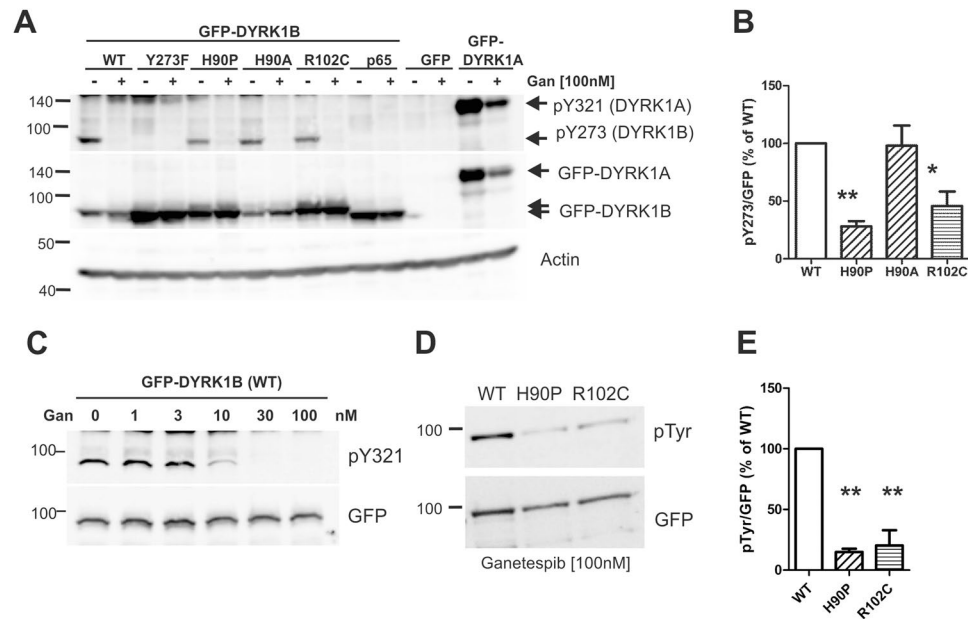 A
GFP-DYRK1B
GFP-
DYRK1A
WT Y273F H90P H90A R102C p65 GFP
- + - + - + - + - + - + - + - + Gan [100nM]
140
100
pY321 (DYRK1A)
pY273 (DYRK1B)
140
100
GFP-DYRK1A
GFP-DYRK1B
50
40
Actin
B
pY273/GFP (% of WT)
150
100
50
0
**
*
WT H90P H90A R102C
C
GFP-DYRK1B (WT)
Gan 0 1 3 10 30 100 nM
100
pY321
100
GFP
D
WT H90P R102C
100
pTyr
100
GFP
Ganetespib [100nM]
E
pTyr/GFP (% of WT)
150
100
50
0
** **
WT H90P R102C